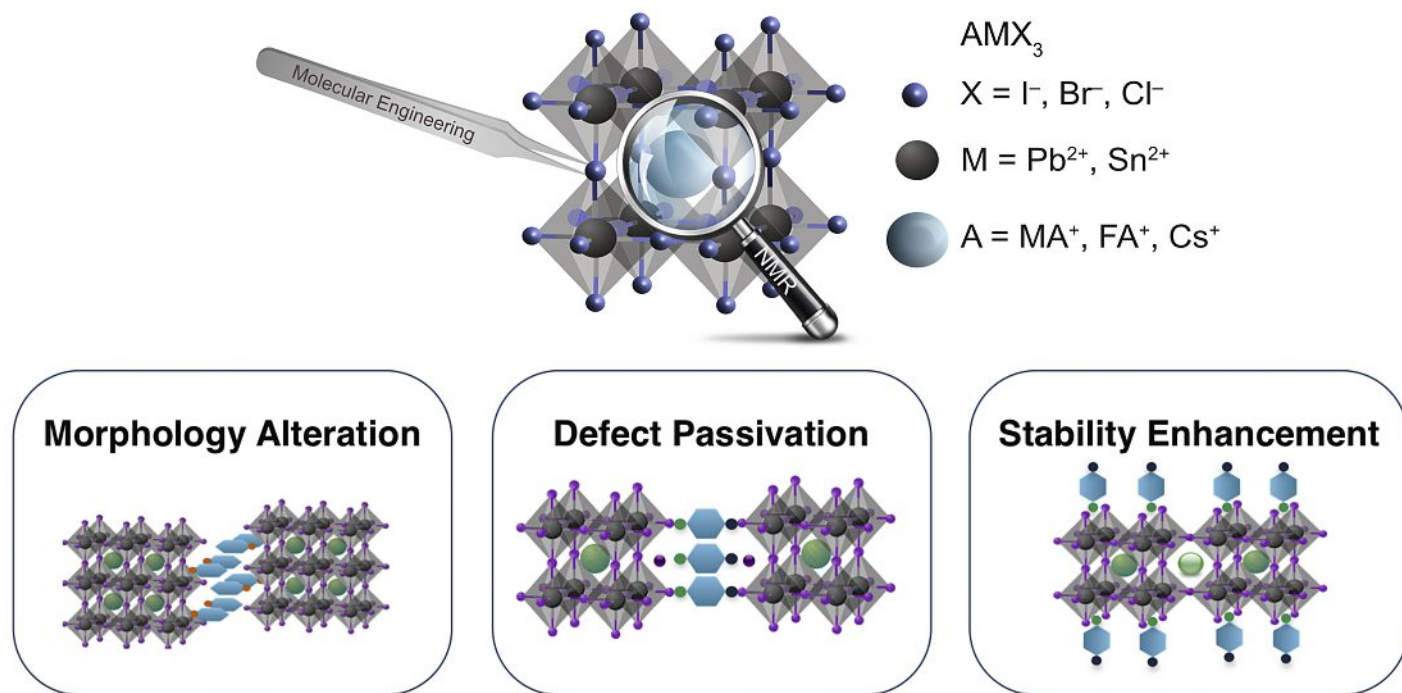 Molecular Engineering
NMR
AMX₃
X = I⁻, Br⁻, Cl⁻
M = Pb²⁺, Sn²⁺
A = MA⁺, FA⁺, Cs⁺
Morphology Alteration
Defect Passivation
Stability Enhancement